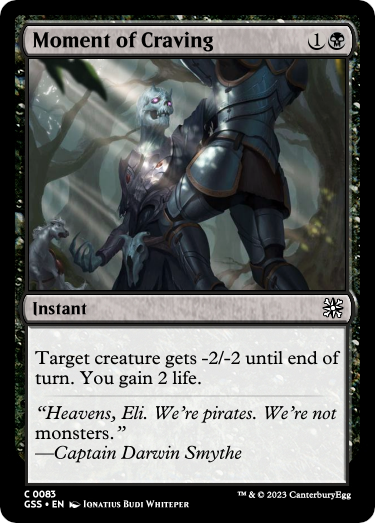 Moment of Craving 1
Instant
Target creature gets -2/-2 until end of
turn. You gain 2 life.
“Heavens, Eli. We’re pirates. We’re not
monsters.”
—Captain Darwin Smythe
C 0083
GSS • EN Ionatius Budi Whiteper
™ & © 2023 CanterburyEgg